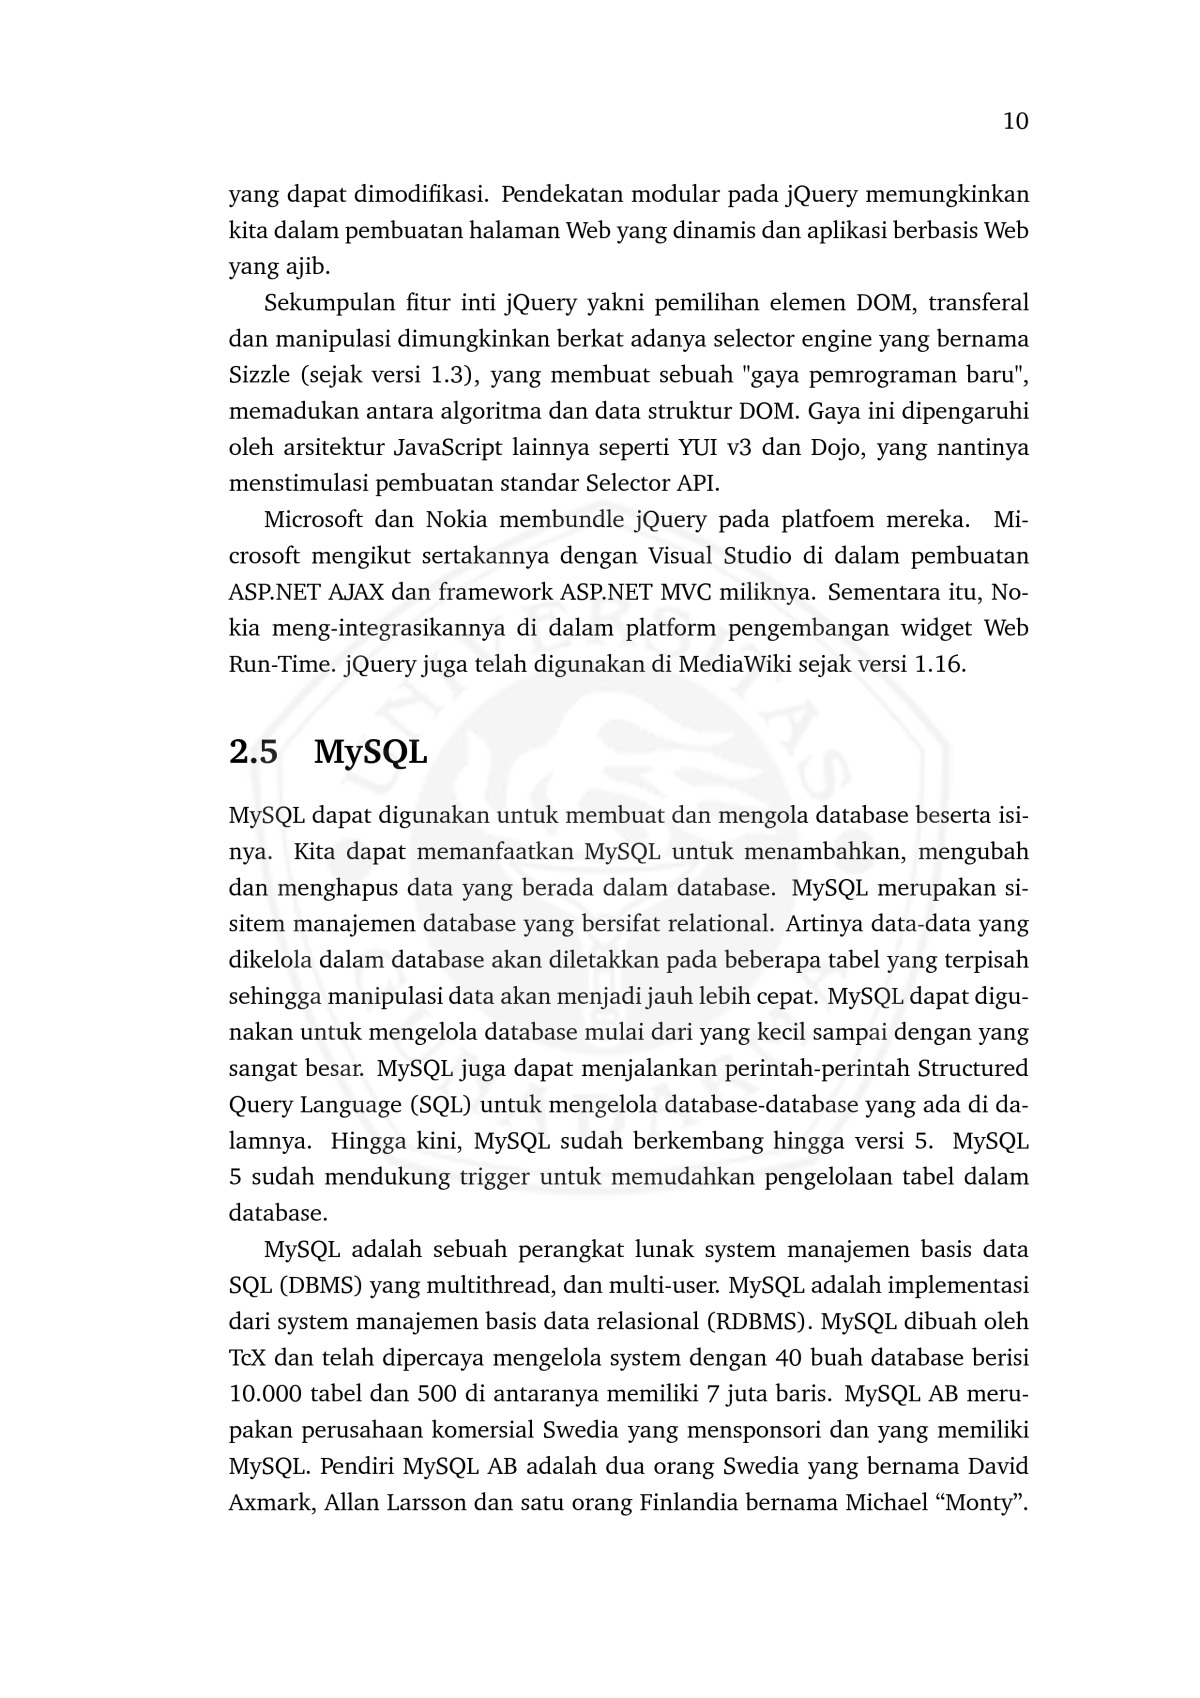 10
yang dapat dimodifikasi. Pendekatan modular pada jQuery memungkinkan
kita dalam pembuatan halaman Web yang dinamis dan aplikasi berbasis Web
yang ajib.
Sekumpulan fitur inti jQuery yakni pemilihan elemen DOM, transferal
dan manipulasi dimungkinkan berkat adanya selector engine yang bernama
Sizzle (sejak versi 1.3), yang membuat sebuah "gaya pemrograman baru",
memadukan antara algoritma dan data struktur DOM. Gaya ini dipengaruhi
oleh arsitektur JavaScript lainnya seperti YUI v3 dan Dojo, yang nantinya
menstimulasi pembuatan standar Selector API.
Microsoft dan Nokia membundle jQuery pada platfoem mereka. Mi-
crosoft mengikut sertakannya dengan Visual Studio di dalam pembuatan
ASP.NET AJAX dan framework ASP.NET MVC miliknya. Sementara itu, No-
kia meng-integrasikannya di dalam platform pengembangan widget Web
Run-Time. jQuery juga telah digunakan di MediaWiki sejak versi 1.16.
UNIVERSITAS
2.5 MySQL
MySQL dapat digunakan untuk membuat dan mengola database beserta isi-
nya. Kita dapat memanfaatkan MySQL untuk menambahkan, mengubah
dan menghapus data yang berada dalam database. MySQL merupakan si-
sitem manajemen database yang bersifat relational. Artinya data-data yang
dikelola dalam database akan diletakkan pada beberapa tabel yang terpisah
sehingga manipulasi data akan menjadi jauh lebih cepat. MySQL dapat digu-
nakan untuk mengelola database mulai dari yang kecil sampai dengan yang
sangat besar. MySQL juga dapat menjalankan perintah-perintah Structured
Query Language (SQL) untuk mengelola database-database yang ada di da-
lamnya. Hingga kini, MySQL sudah berkembang hingga versi 5. MySQL
5 sudah mendukung trigger untuk memudahkan pengelolaan tabel dalam
database.
GUNADARMA
MySQL adalah sebuah perangkat lunak system manajemen basis data
SQL (DBMS) yang multithread, dan multi-user. MySQL adalah implementasi
dari system manajemen basis data relasional (RDBMS). MySQL dibuah oleh
TcX dan telah dipercaya mengelola system dengan 40 buah database berisi
10.000 tabel dan 500 di antaranya memiliki 7 juta baris. MySQL AB meru-
pakan perusahaan komersial Swedia yang mensponsori dan yang memiliki
MySQL. Pendiri MySQL AB adalah dua orang Swedia yang bernama David
Axmark, Allan Larsson dan satu orang Finlandia bernama Michael “Monty”.